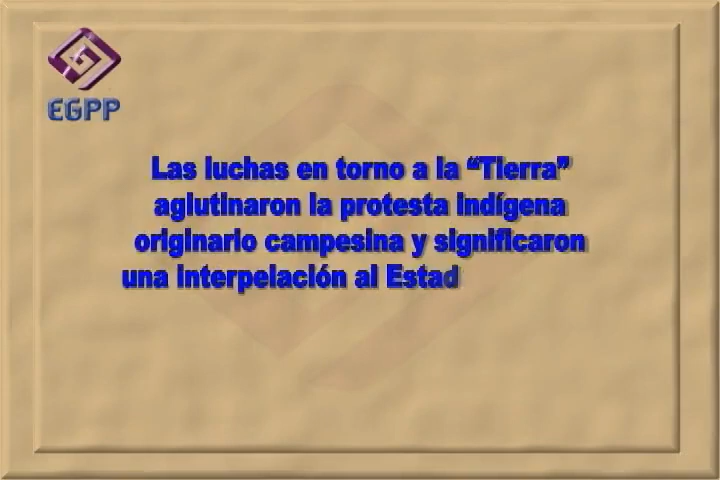 EGPP
Las luchas en torno a la “Tierra”
aglutinaron la protesta indígena
originario campesina y significaron
una interpelación al Estad